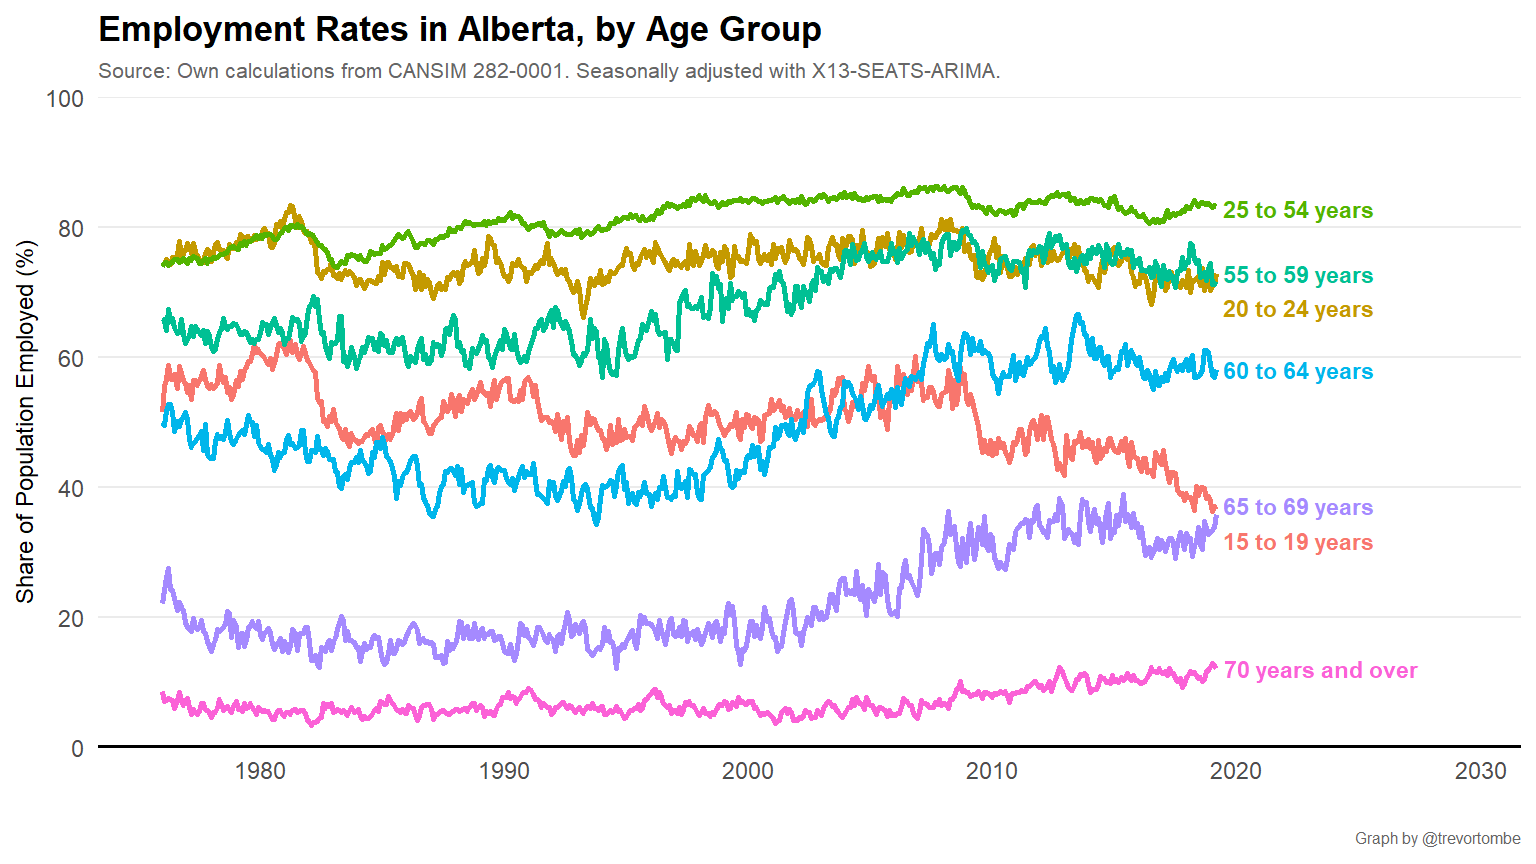 Employment Rates in Alberta, by Age Group
Source: Own calculations from CANSIM 282-0001. Seasonally adjusted with X13-SEATS-ARIMA.
Share of Population Employed (%)
100
80
60
40
20
0
25 to 54 years
55 to 59 years
20 to 24 years
60 to 64 years
65 to 69 years
15 to 19 years
70 years and over
1980
1990
2000
2010
2020
2030
Graph by @trevortombe